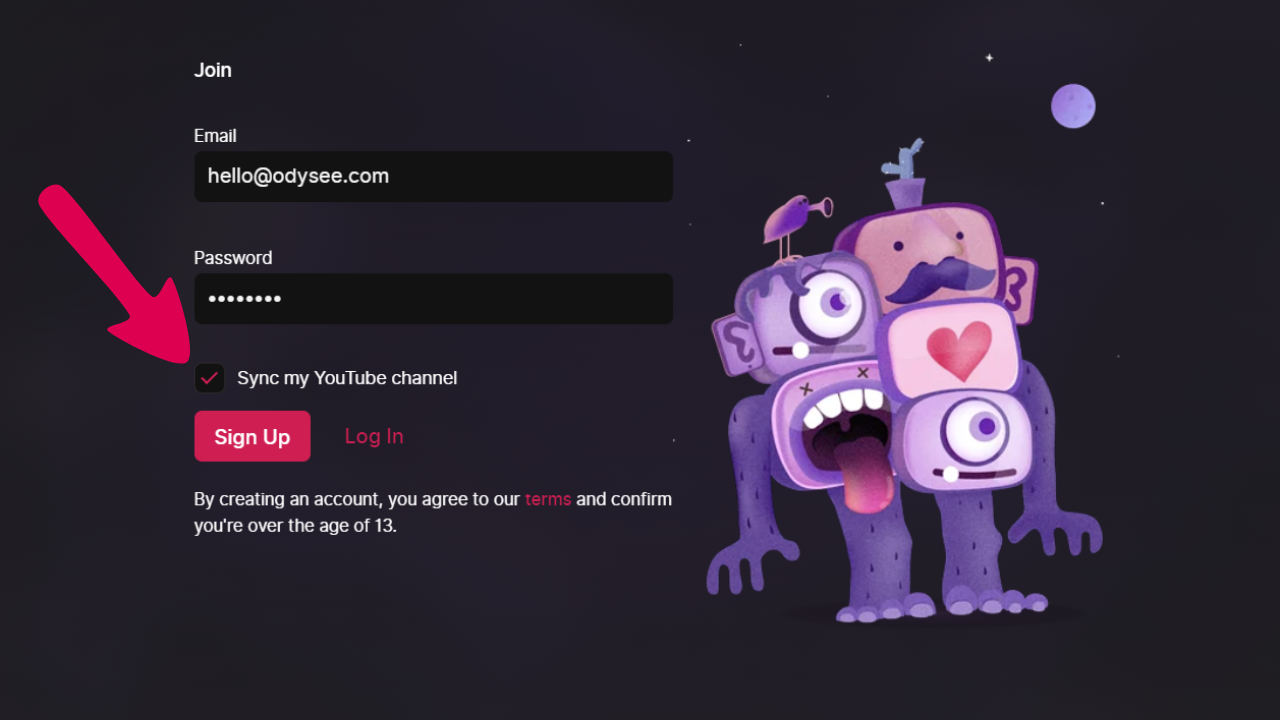 Join
Email
hello@odysee.com
Password
••••••••
Sync my YouTube channel
Sign Up
Log In
By creating an account, you agree to our terms and confirm
you're over the age of 13.